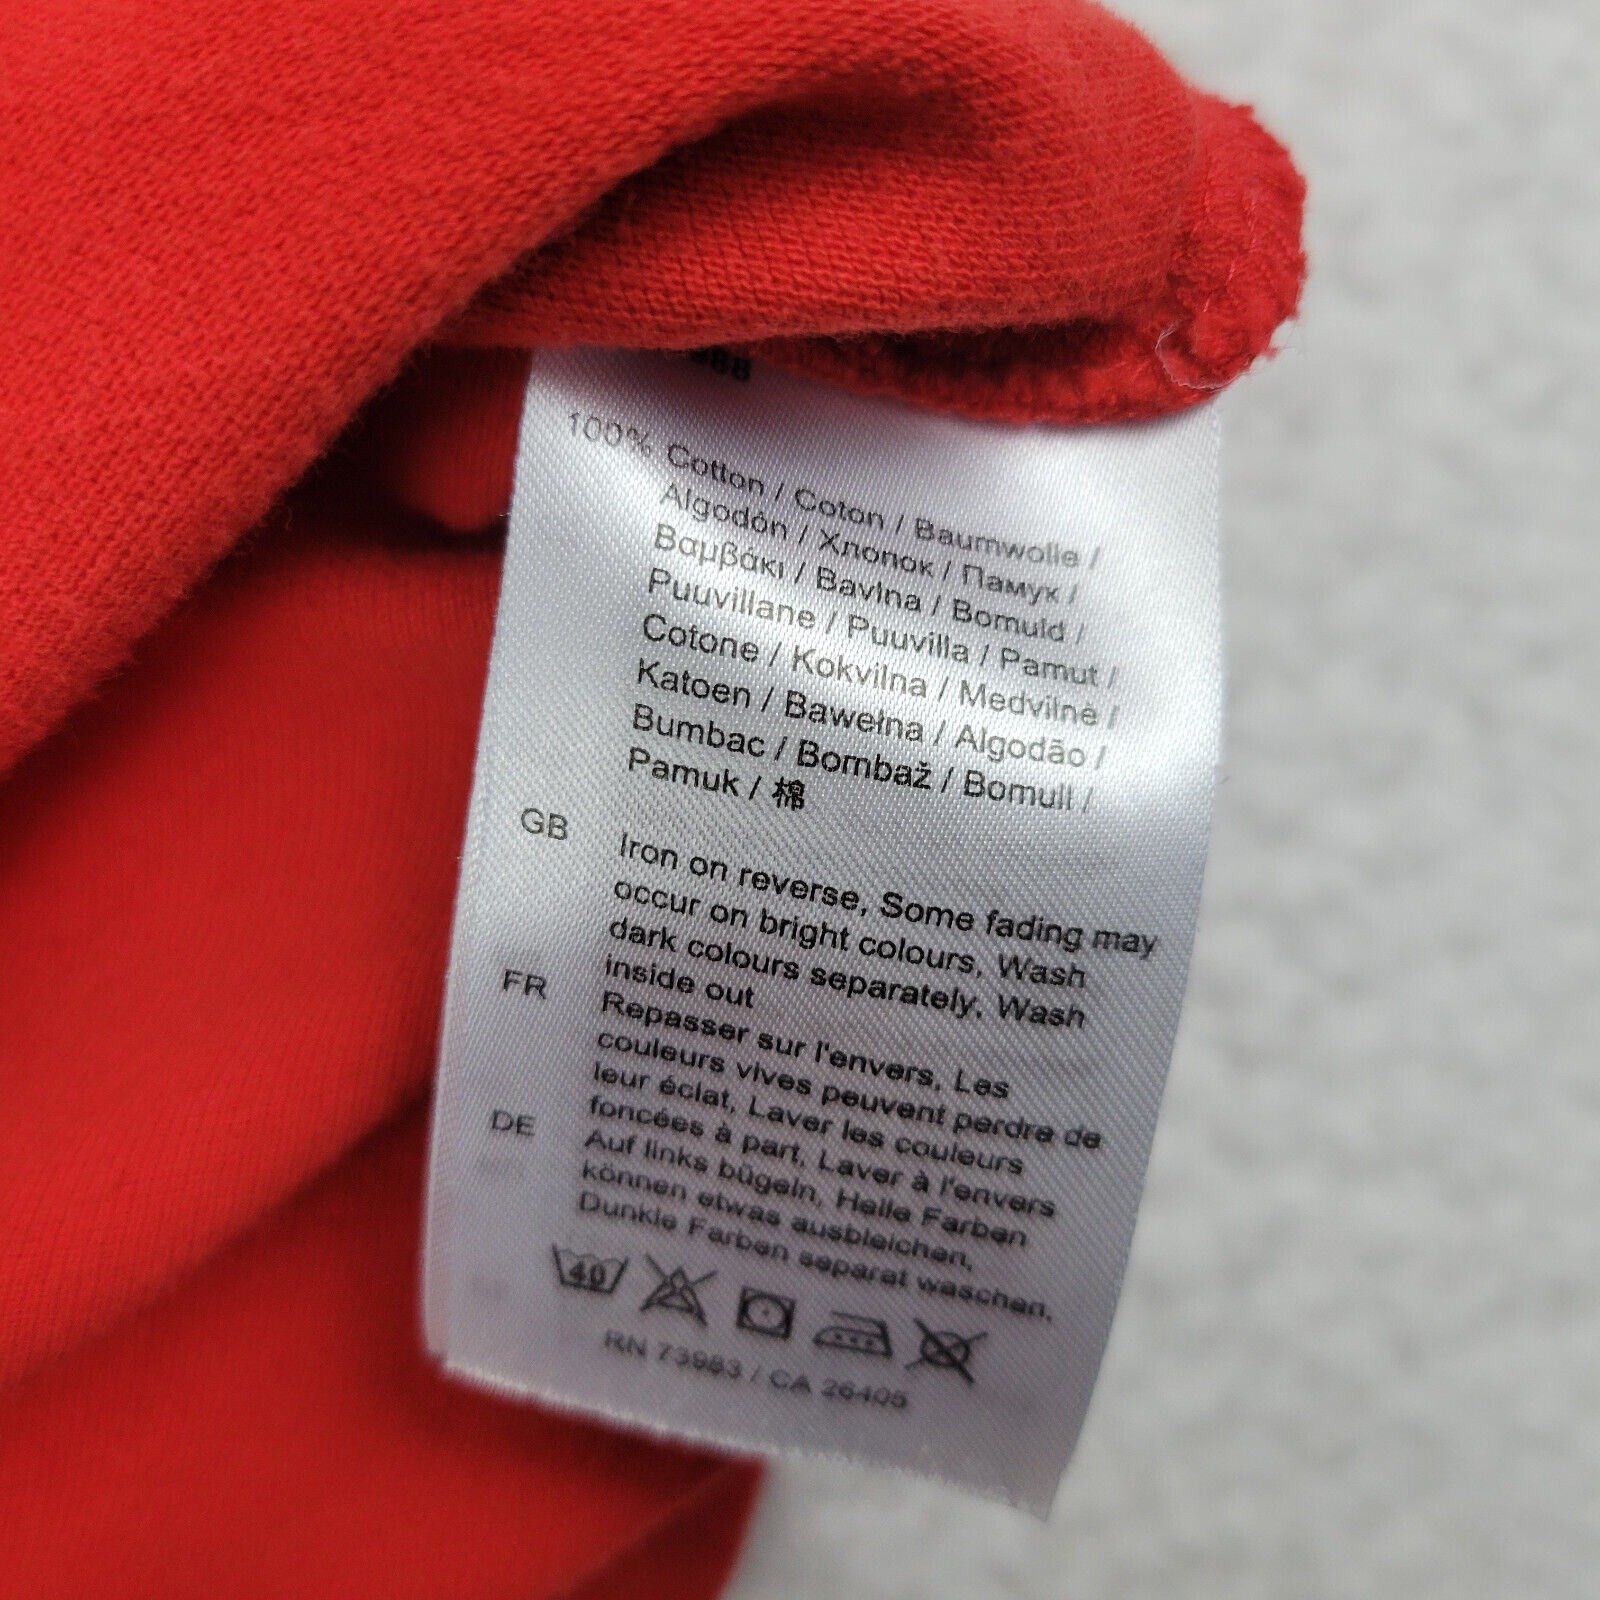 88
100% Cotton / Coton / Baumwolle /
Algodón / Хлопок / Памук /
Βαμβάκι / Bavlna / Bomuld /
Puuvillane / Puuvilla / Pamut /
Cotone / Kokvilna / Medvilnė /
Katoen / Bawełna / Algodão /
Bumbac / Bombaž / Bomull /
Pamuk / 棉
GB Iron on reverse, Some fading may
occur on bright colours, Wash
dark colours separately, Wash
inside out
FR Repasser sur l'envers, Les
couleurs vives peuvent perdre de
leur éclat, Laver les couleurs
foncées à part, Laver à l'envers
DE Auf links bügeln, Helle Farben
können etwas ausbleichen,
Dunkle Farben separat waschen,
40
RN 73983 / CA 26405